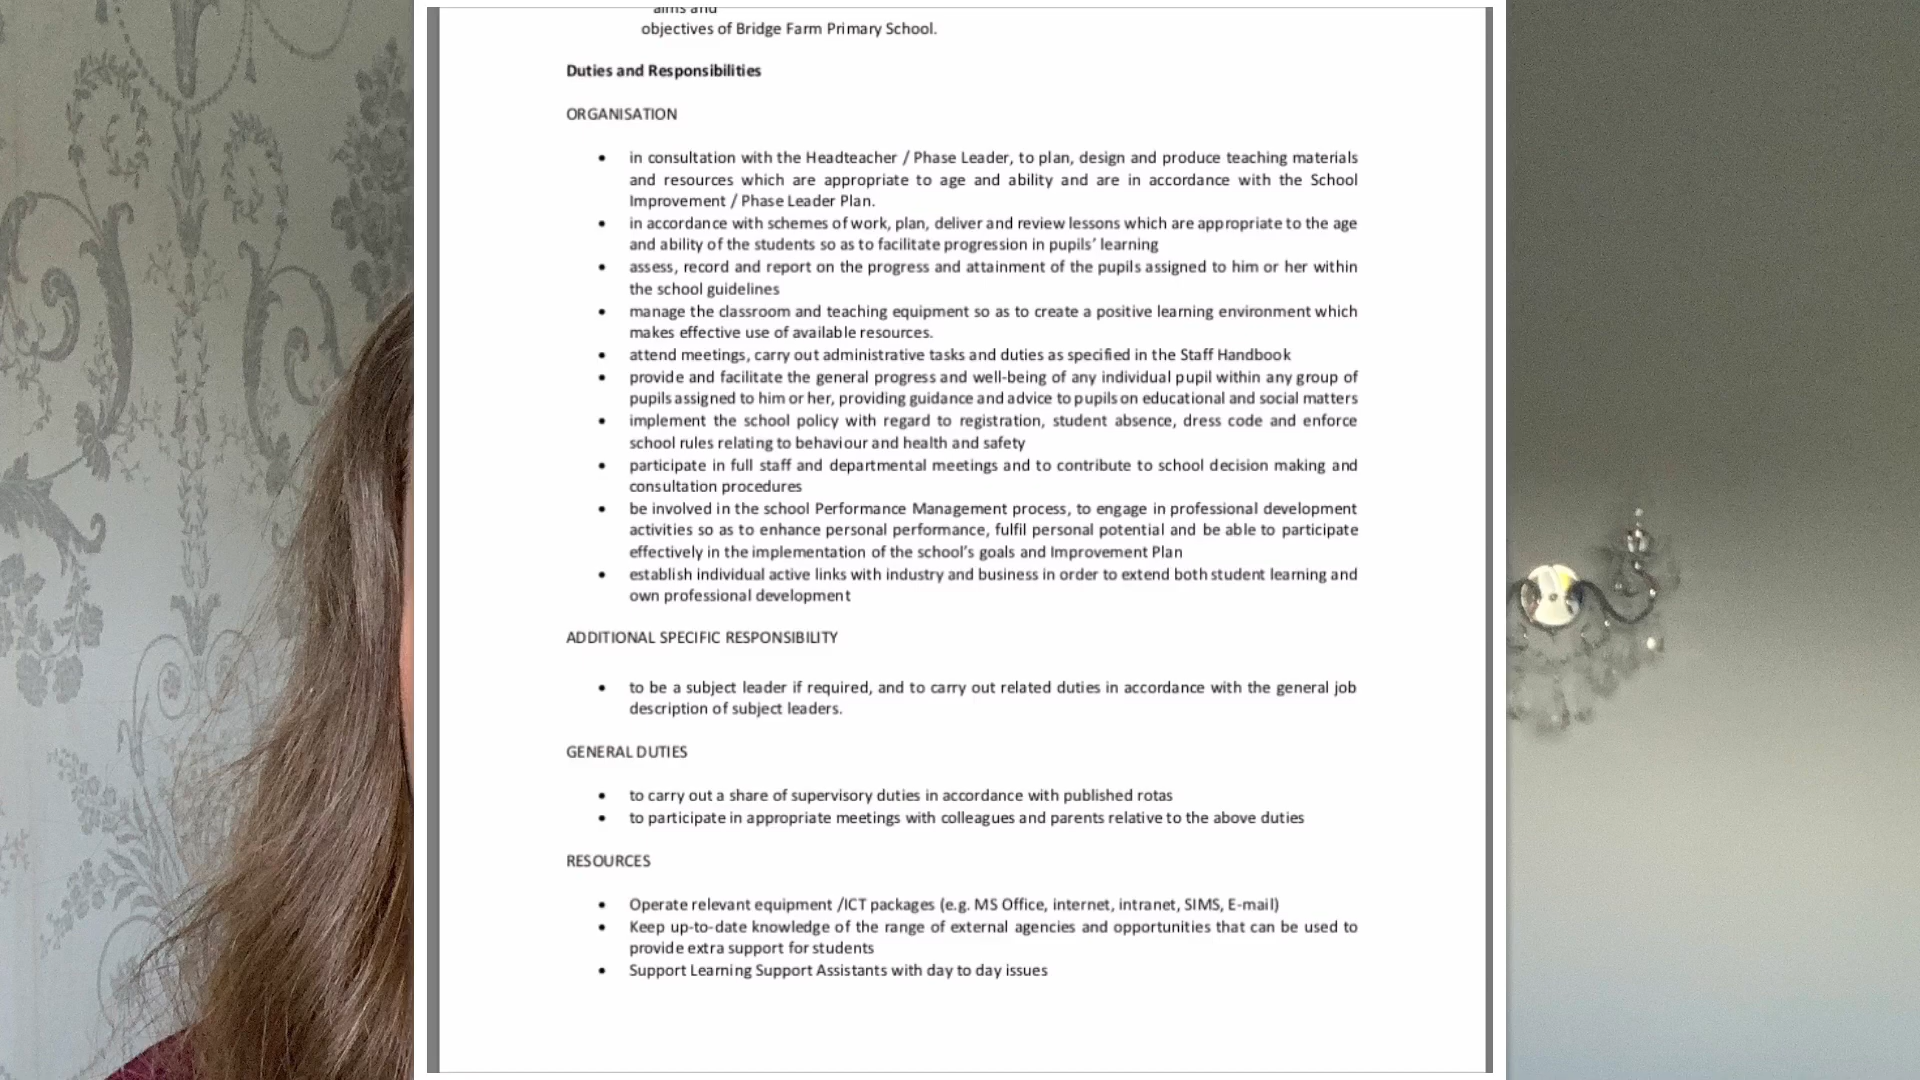 aims and
objectives of Bridge Farm Primary School.
Duties and Responsibilities
ORGANISATION
• in consultation with the Headteacher / Phase Leader, to plan, design and produce teaching materials
and resources which are appropriate to age and ability and are in accordance with the School
Improvement / Phase Leader Plan.
• in accordance with schemes of work, plan, deliver and review lessons which are appropriate to the age
and ability of the students so as to facilitate progression in pupils’ learning
• assess, record and report on the progress and attainment of the pupils assigned to him or her within
the school guidelines
• manage the classroom and teaching equipment so as to create a positive learning environment which
makes effective use of available resources.
• attend meetings, carry out administrative tasks and duties as specified in the Staff Handbook
• provide and facilitate the general progress and well-being of any individual pupil within any group of
pupils assigned to him or her, providing guidance and advice to pupils on educational and social matters
• implement the school policy with regard to registration, student absence, dress code and enforce
school rules relating to behaviour and health and safety
• participate in full staff and departmental meetings and to contribute to school decision making and
consultation procedures
• be involved in the school Performance Management process, to engage in professional development
activities so as to enhance personal performance, fulfil personal potential and be able to participate
effectively in the implementation of the school’s goals and Improvement Plan
• establish individual active links with industry and business in order to extend both student learning and
own professional development
ADDITIONAL SPECIFIC RESPONSIBILITY
• to be a subject leader if required, and to carry out related duties in accordance with the general job
description of subject leaders.
GENERAL DUTIES
• to carry out a share of supervisory duties in accordance with published rotas
• to participate in appropriate meetings with colleagues and parents relative to the above duties
RESOURCES
• Operate relevant equipment /ICT packages (e.g. MS Office, internet, intranet, SIMS, E-mail)
• Keep up-to-date knowledge of the range of external agencies and opportunities that can be used to
provide extra support for students
• Support Learning Support Assistants with day to day issues